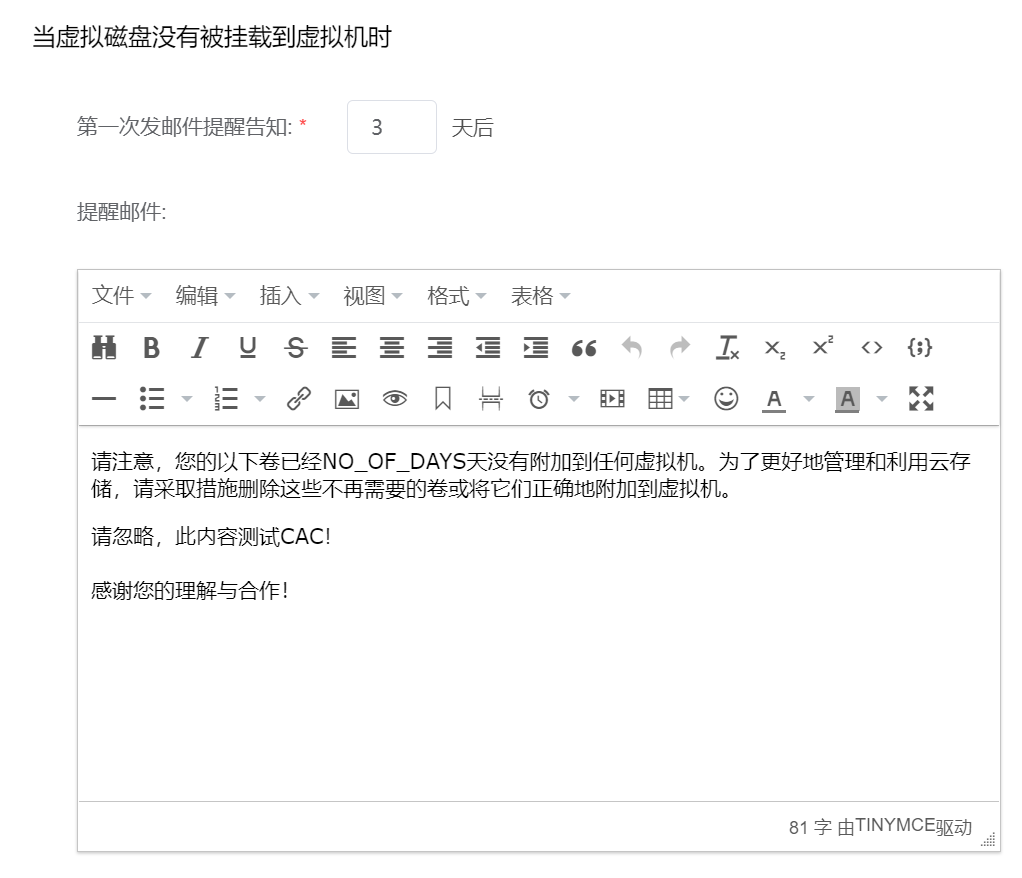 当虚拟磁盘没有被挂载到虚拟机时
第一次发邮件提醒告知: * 3 天后
提醒邮件:
文件 编辑 插入 视图 格式 表格
请注意，您的以下卷已经NO_OF_DAYS天没有附加到任何虚拟机。为了更好地管理和利用云存
储，请采取措施删除这些不再需要的卷或将它们正确地附加到虚拟机。
请忽略，此内容测试CAC！
感谢您的理解与合作！
81 字 由TINYMCE驱动